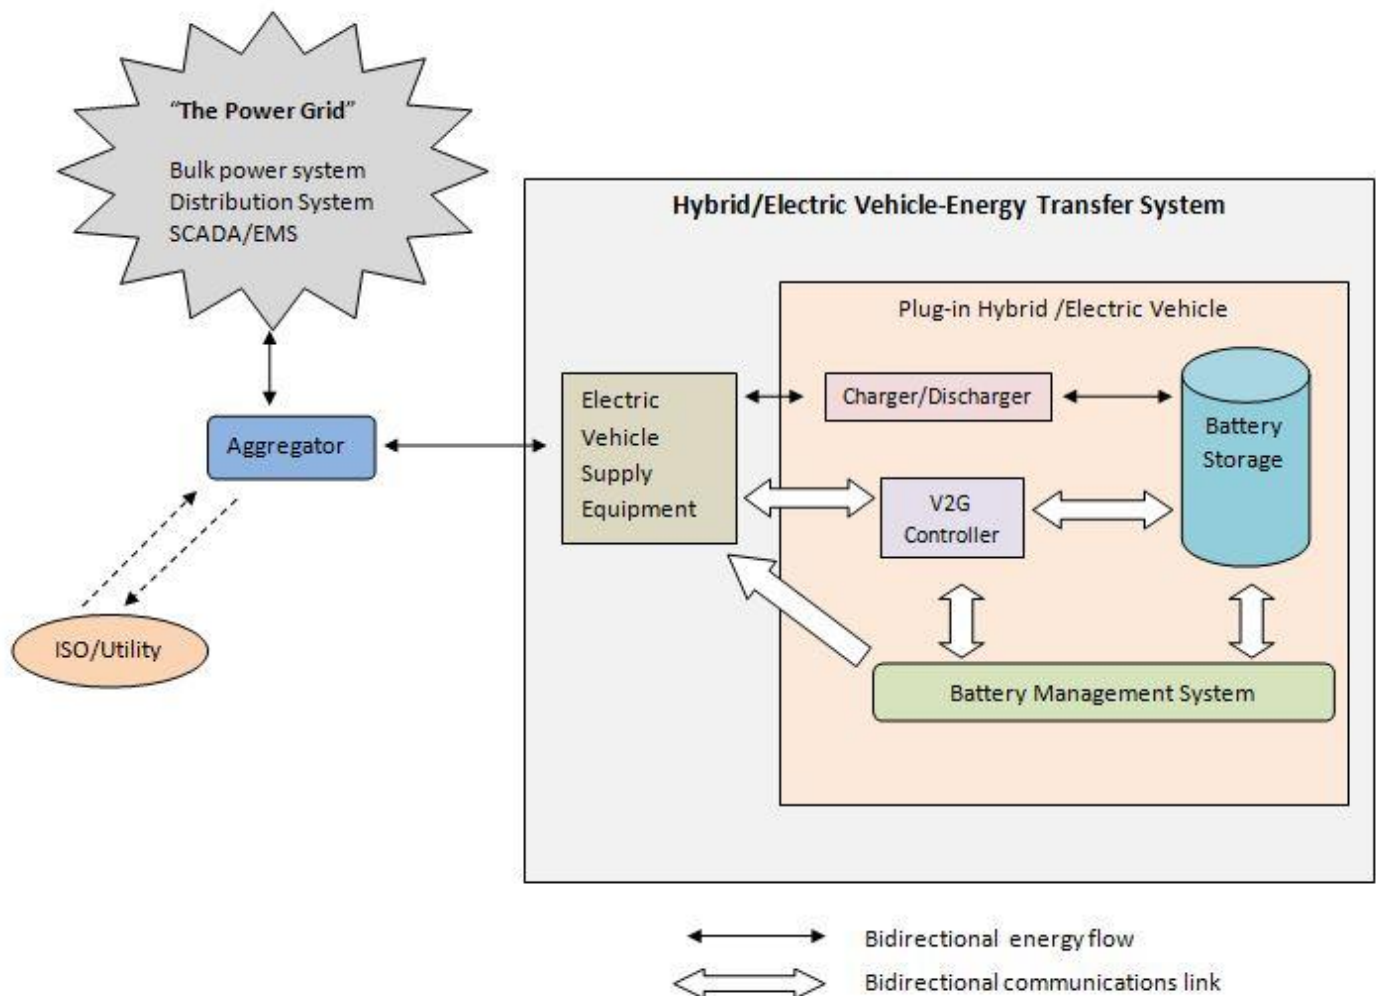 “The Power Grid”
Bulk power system
Distribution System
SCADA/EMS
Hybrid/Electric Vehicle-Energy Transfer System
Plug-in Hybrid /Electric Vehicle
Electric
Vehicle
Supply
Equipment
Charger/Discharger
Battery
Storage
Aggregator
V2G
Controller
ISO/Utility
Battery Management System
Bidirectional energy flow
Bidirectional communications link